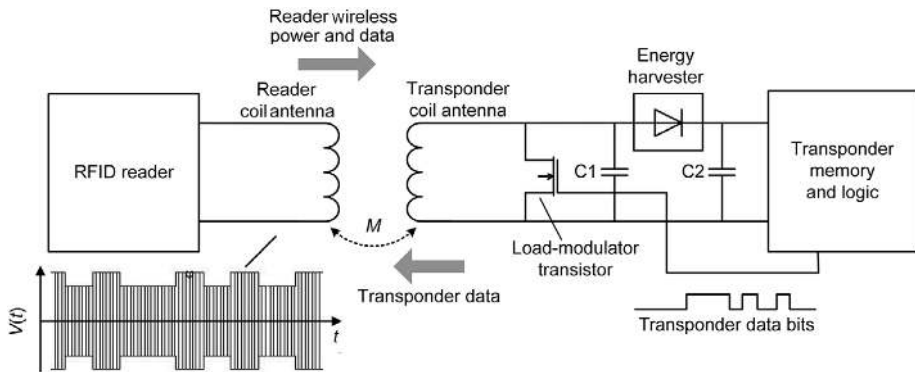 Reader wireless
power and data
Reader
coil antenna
Transponder
coil antenna
Energy
harvester
RFID reader
C1
C2
Transponder
memory
and logic
M
Load-modulator
transistor
Transponder data
V(t)
t
Transponder data bits